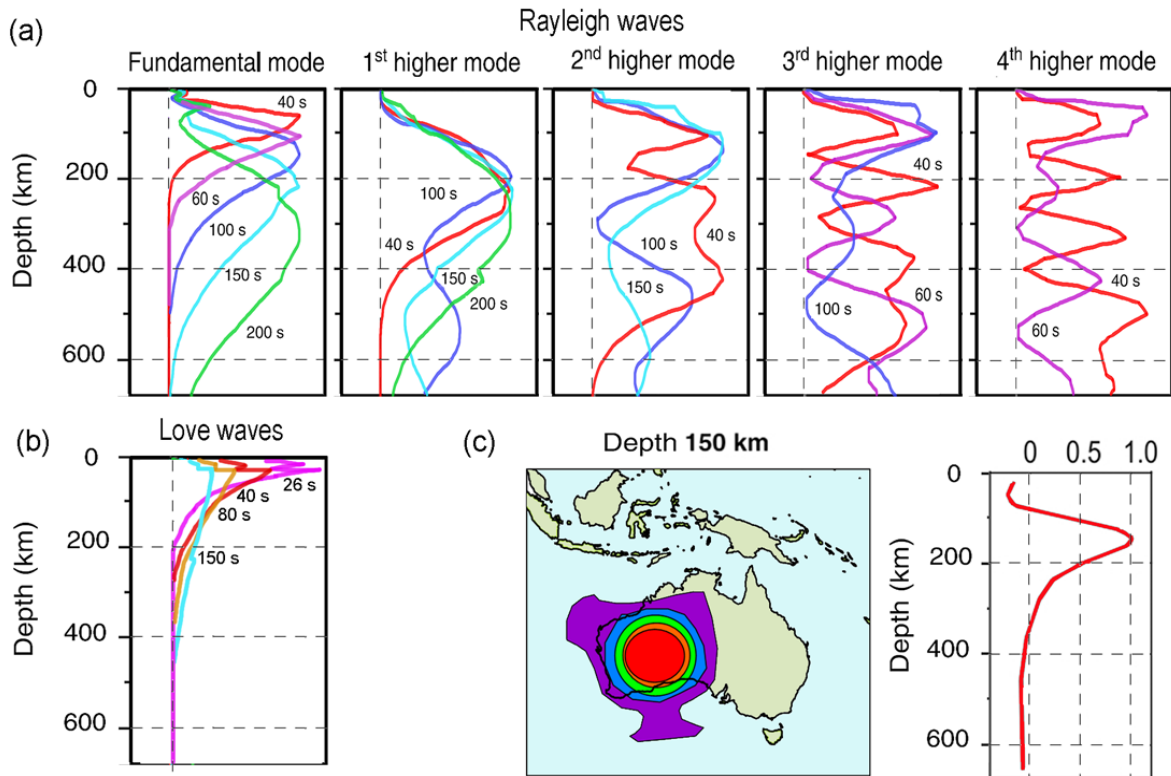 (a)
Rayleigh waves
Fundamental mode
1st higher mode
2nd higher mode
3rd higher mode
4th higher mode
Depth (km)
0
200
400
600
40 s
60 s
100 s
150 s
200 s
100 s
40 s
150 s
200 s
40 s
100 s
150 s
40 s
60 s
100 s
40 s
60 s
(b)
Love waves
Depth (km)
0
200
400
600
26 s
40 s
80 s
150 s
(c)
Depth 150 km
0 0.5 1.0
Depth (km)
0
200
400
600